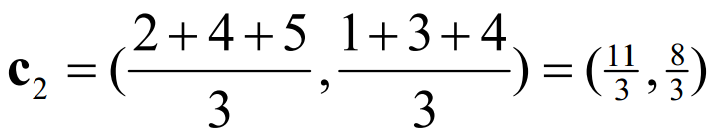 c₂ = (2+4+5/3, 1+3+4/3) = (11/3, 8/3)